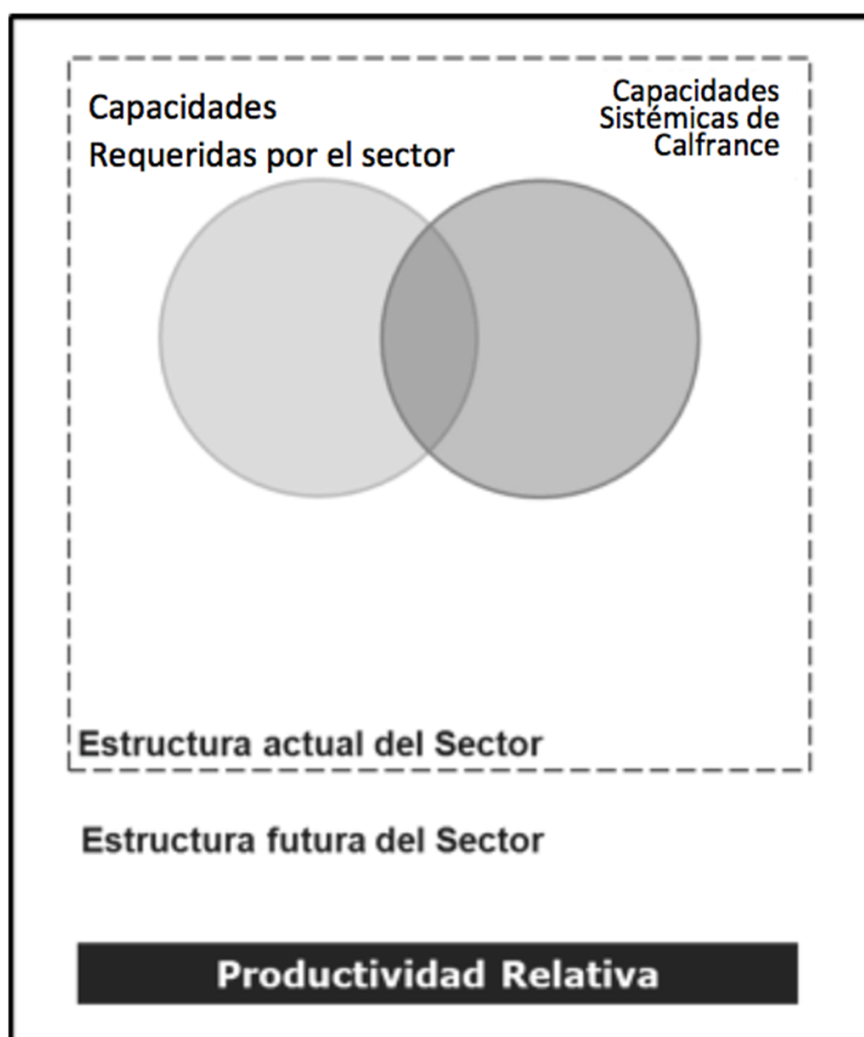 Capacidades
Requeridas por el sector
Capacidades
Sistémicas de
Calfrance
Estructura actual del Sector
Estructura futura del Sector
Productividad Relativa